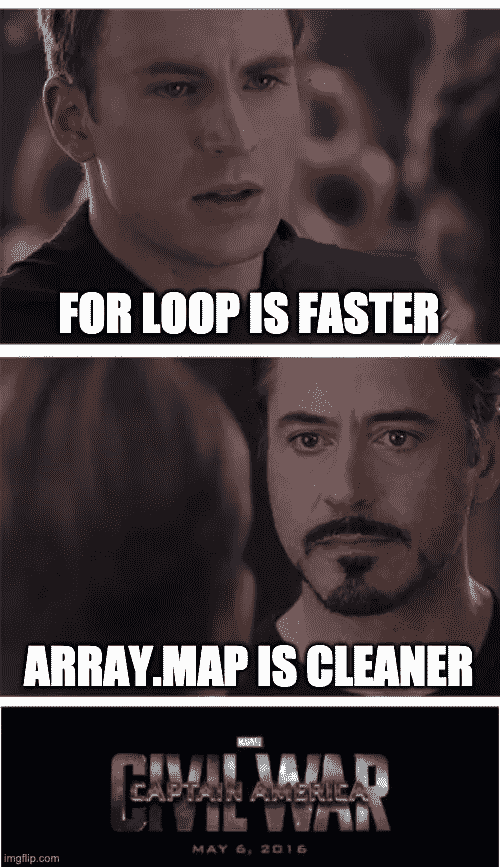 FOR LOOP IS FASTER
ARRAY.MAP IS CLEANER
MARVEL
CIVIL WAR
CAPTAIN AMERICA
MAY 6, 2016
imgflip.com